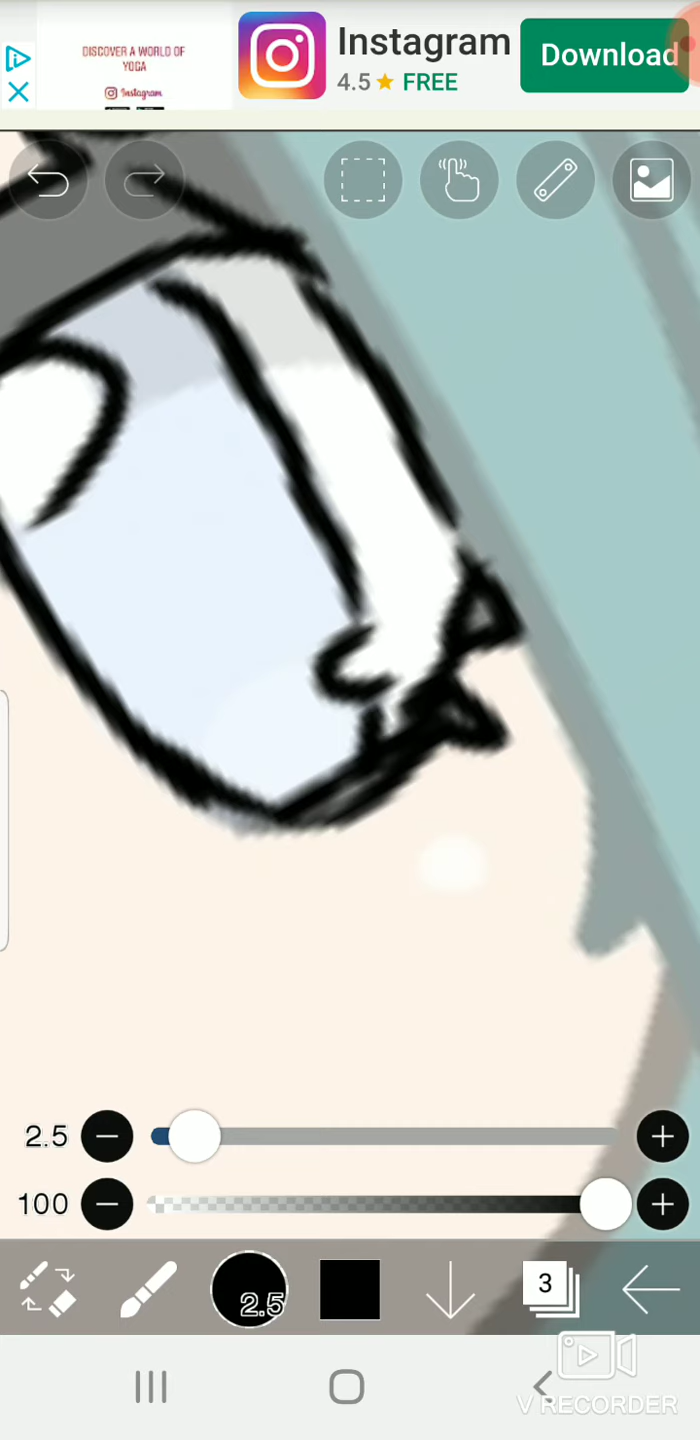 DISCOVER A WORLD OF
YOGA
Instagram
Instagram
4.5 ★ FREE
Download
2.5
100
2.5
3
V RECORDER